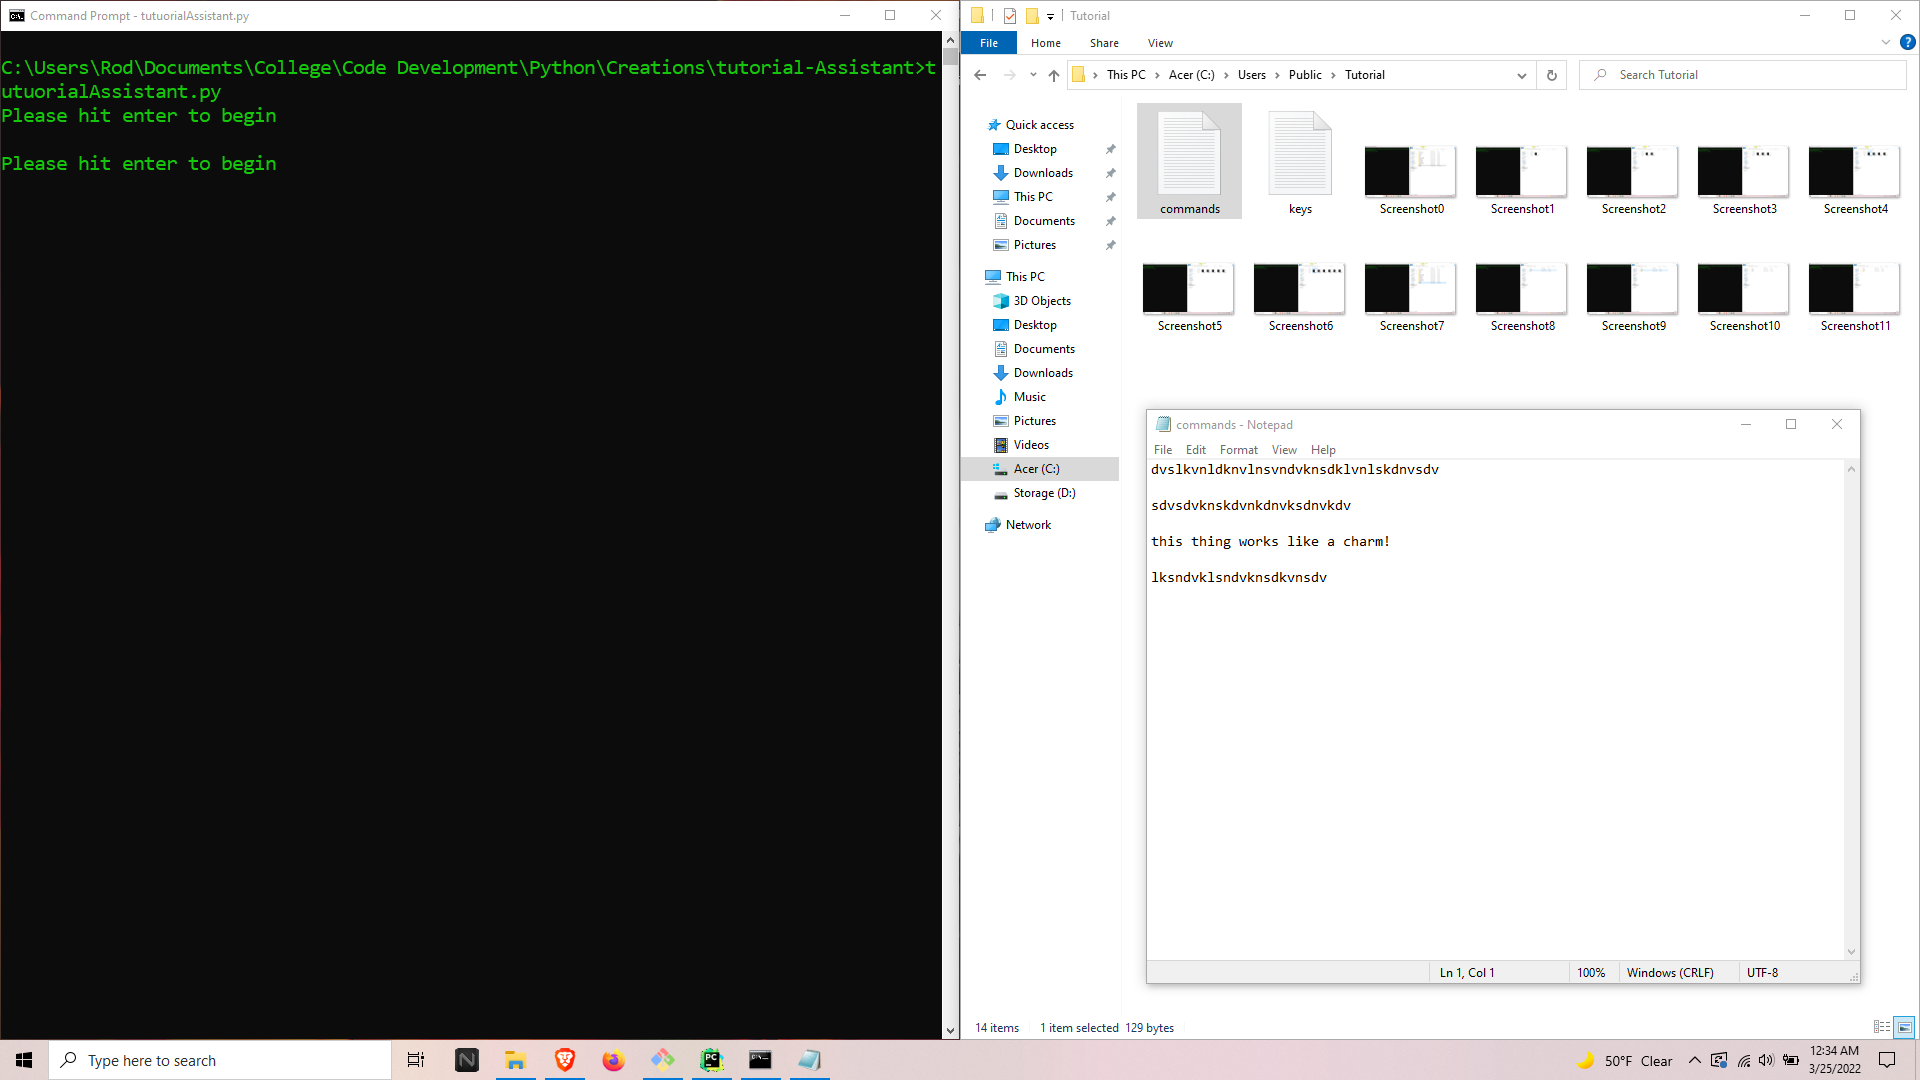 Command Prompt - tutuorialAssistant.py
C:\Users\Rod\Documents\College\Code Development\Python\Creations\tutorial-Assistant>t
utuorialAssistant.py
Please hit enter to begin
Please hit enter to begin
Tutorial
File Home Share View
This PC > Acer (C:) > Users > Public > Tutorial
Search Tutorial
Quick access
Desktop
Downloads
This PC
Documents
Pictures
This PC
3D Objects
Desktop
Documents
Downloads
Music
Pictures
Videos
Acer (C:)
Storage (D:)
Network
commands keys Screenshot0 Screenshot1 Screenshot2 Screenshot3 Screenshot4
Screenshot5 Screenshot6 Screenshot7 Screenshot8 Screenshot9 Screenshot10 Screenshot11
commands - Notepad
File Edit Format View Help
dvslkvnldknvlnsvndvknsdklvnlskdnvsdv
sdvsdvknskdvnkdnvksdnvkdv
this thing works like a charm!
lksndvklsndvknsdkvnsdv
Ln 1, Col 1 100% Windows (CRLF) UTF-8
14 items 1 item selected 129 bytes
Type here to search
50°F Clear
12:34 AM
3/25/2022